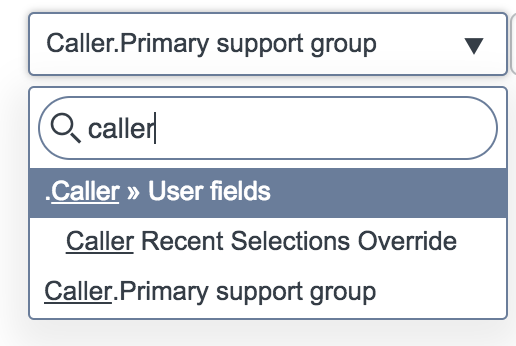 Caller.Primary support group
caller
.Caller » User fields
Caller Recent Selections Override
Caller.Primary support group